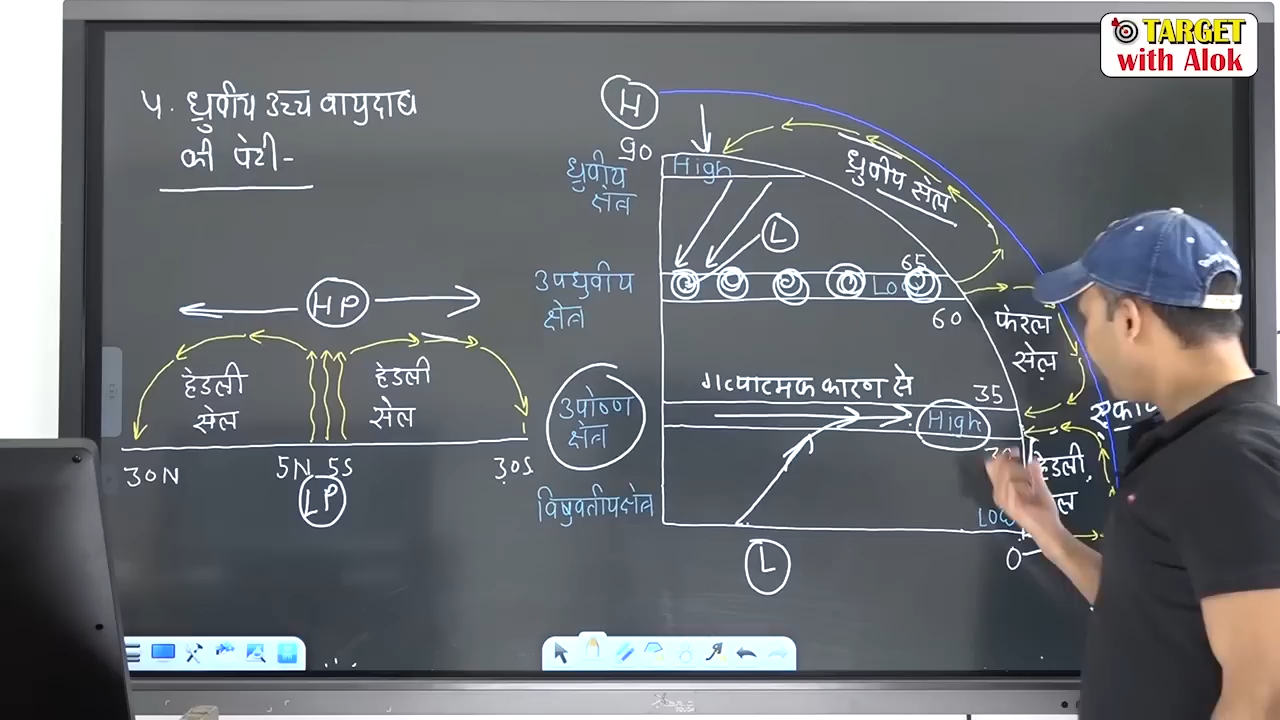 TARGET
with Alok
५. ध्रुवीय उच्च वायुदाब
की पेटी-
H
90
High
ध्रुवीय
क्षेत्र
ध्रुवीय सेल
L
65
उपध्रुवीय
क्षेत्र
60
HP
हेडली
सेल
हेडली
सेल
फेरल
सेल
गत्यात्मक कारण से
35
High
उपोष्ण
क्षेत्र
30N
5N
5S
30S
LP
हेडली
विषुवतीय क्षेत्र
Low
0
L